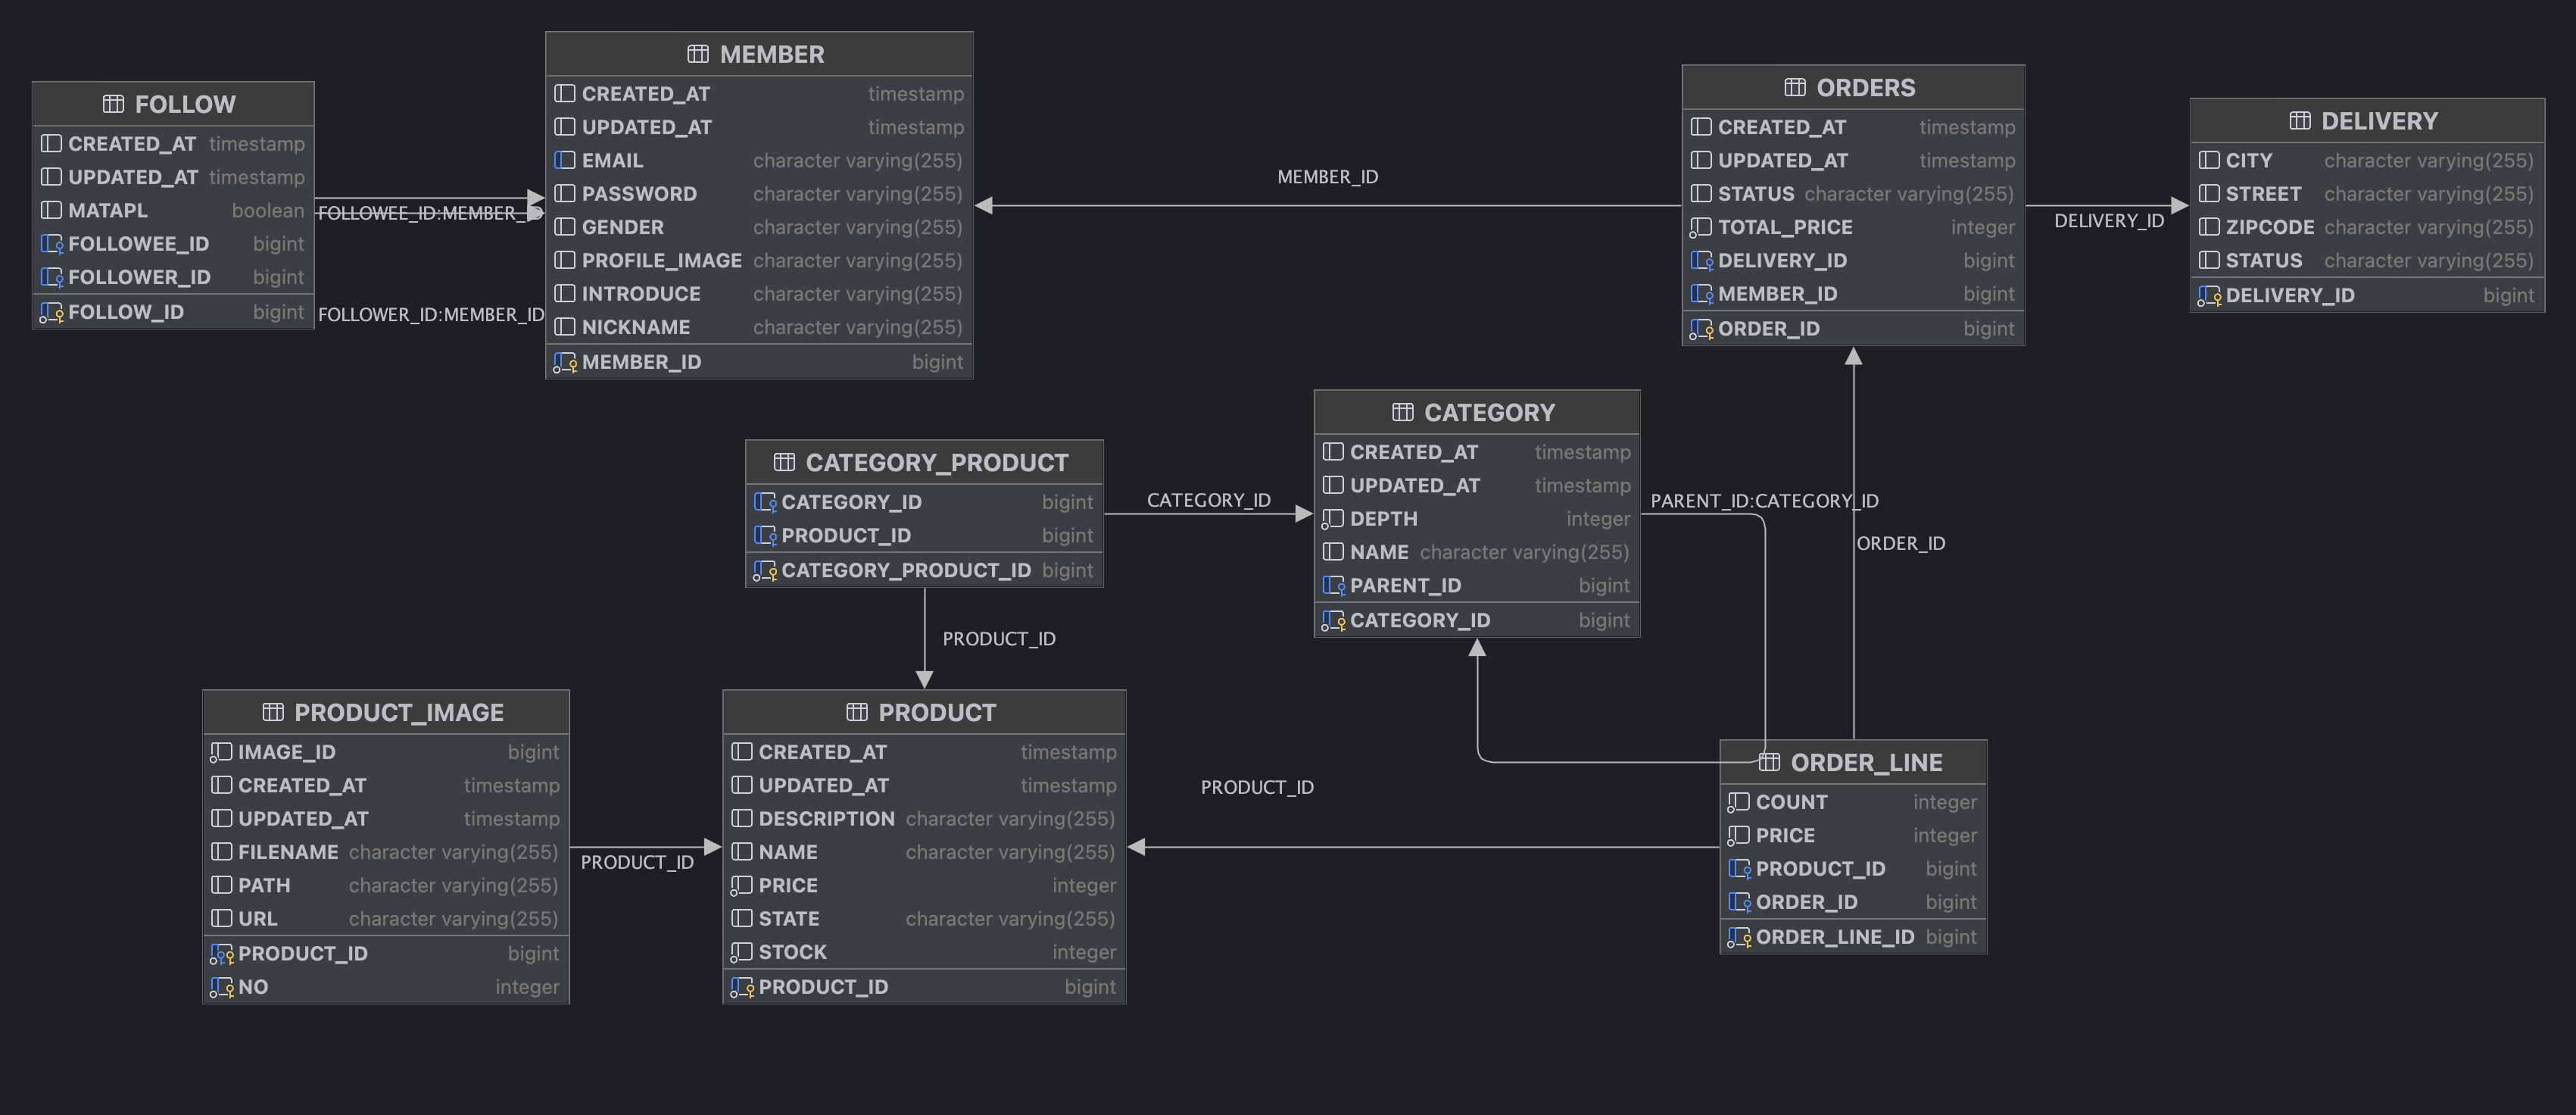 FOLLOW
CREATED_AT timestamp
UPDATED_AT timestamp
MATAPL boolean
FOLLOWEE_ID bigint
FOLLOWER_ID bigint
FOLLOW_ID bigint
FOLLOWEE_ID:MEMBER_ID
FOLLOWER_ID:MEMBER_ID
MEMBER
CREATED_AT timestamp
UPDATED_AT timestamp
EMAIL character varying(255)
PASSWORD character varying(255)
GENDER character varying(255)
PROFILE_IMAGE character varying(255)
INTRODUCE character varying(255)
NICKNAME character varying(255)
MEMBER_ID bigint
MEMBER_ID
ORDERS
CREATED_AT timestamp
UPDATED_AT timestamp
STATUS character varying(255)
TOTAL_PRICE integer
DELIVERY_ID bigint
MEMBER_ID bigint
ORDER_ID bigint
DELIVERY_ID
DELIVERY
CITY character varying(255)
STREET character varying(255)
ZIPCODE character varying(255)
STATUS character varying(255)
DELIVERY_ID bigint
CATEGORY_PRODUCT
CATEGORY_ID bigint
PRODUCT_ID bigint
CATEGORY_PRODUCT_ID bigint
CATEGORY_ID
PRODUCT_ID
CATEGORY
CREATED_AT timestamp
UPDATED_AT timestamp
DEPTH integer
NAME character varying(255)
PARENT_ID bigint
CATEGORY_ID bigint
PARENT_ID:CATEGORY_ID
ORDER_ID
PRODUCT_IMAGE
IMAGE_ID bigint
CREATED_AT timestamp
UPDATED_AT timestamp
FILENAME character varying(255)
PATH character varying(255)
URL character varying(255)
PRODUCT_ID bigint
NO integer
PRODUCT_ID
PRODUCT
CREATED_AT timestamp
UPDATED_AT timestamp
DESCRIPTION character varying(255)
NAME character varying(255)
PRICE integer
STATE character varying(255)
STOCK integer
PRODUCT_ID bigint
PRODUCT_ID
ORDER_LINE
COUNT integer
PRICE integer
PRODUCT_ID bigint
ORDER_ID bigint
ORDER_LINE_ID bigint